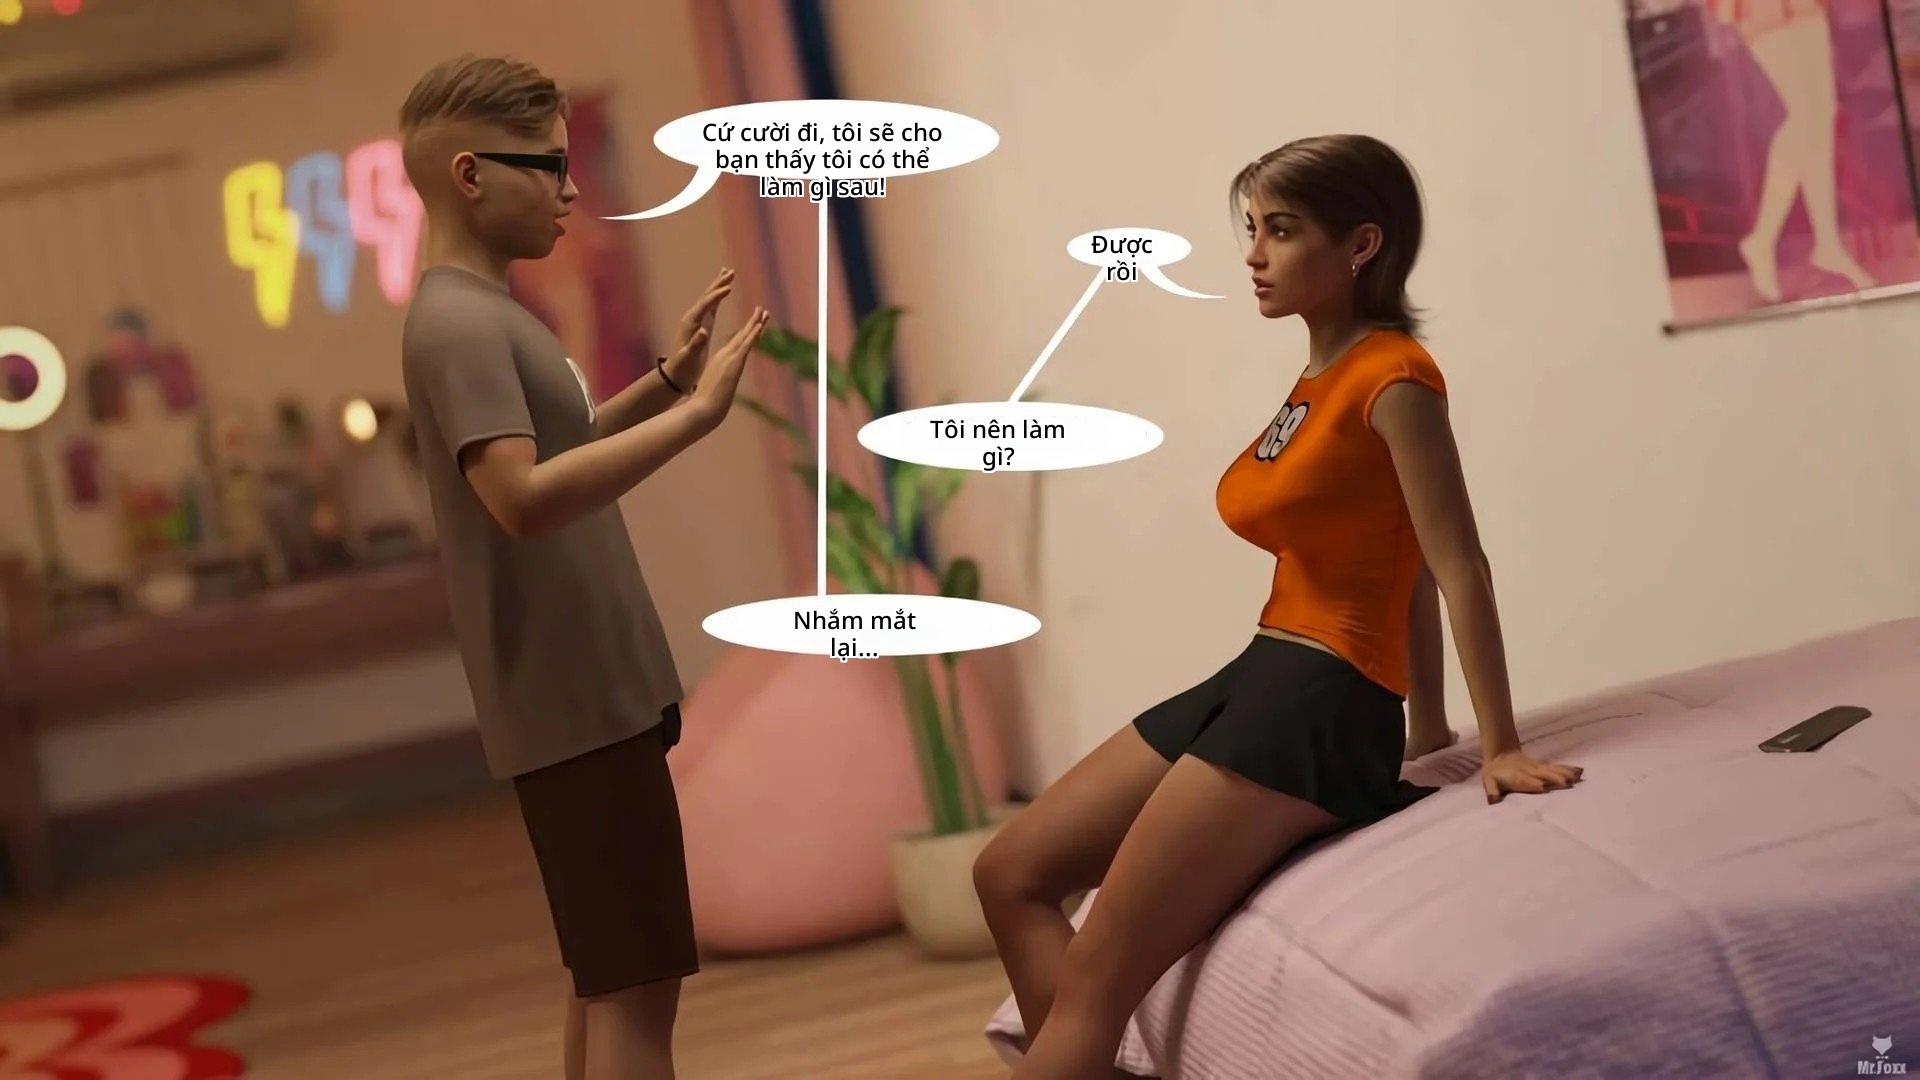 Cứ cười đi, tôi sẽ cho
bạn thấy tôi có thể
làm gì sau!
Được
rồi
Tôi nên làm
gì?
Nhắm mắt
lại...
69
Mr.Foxx